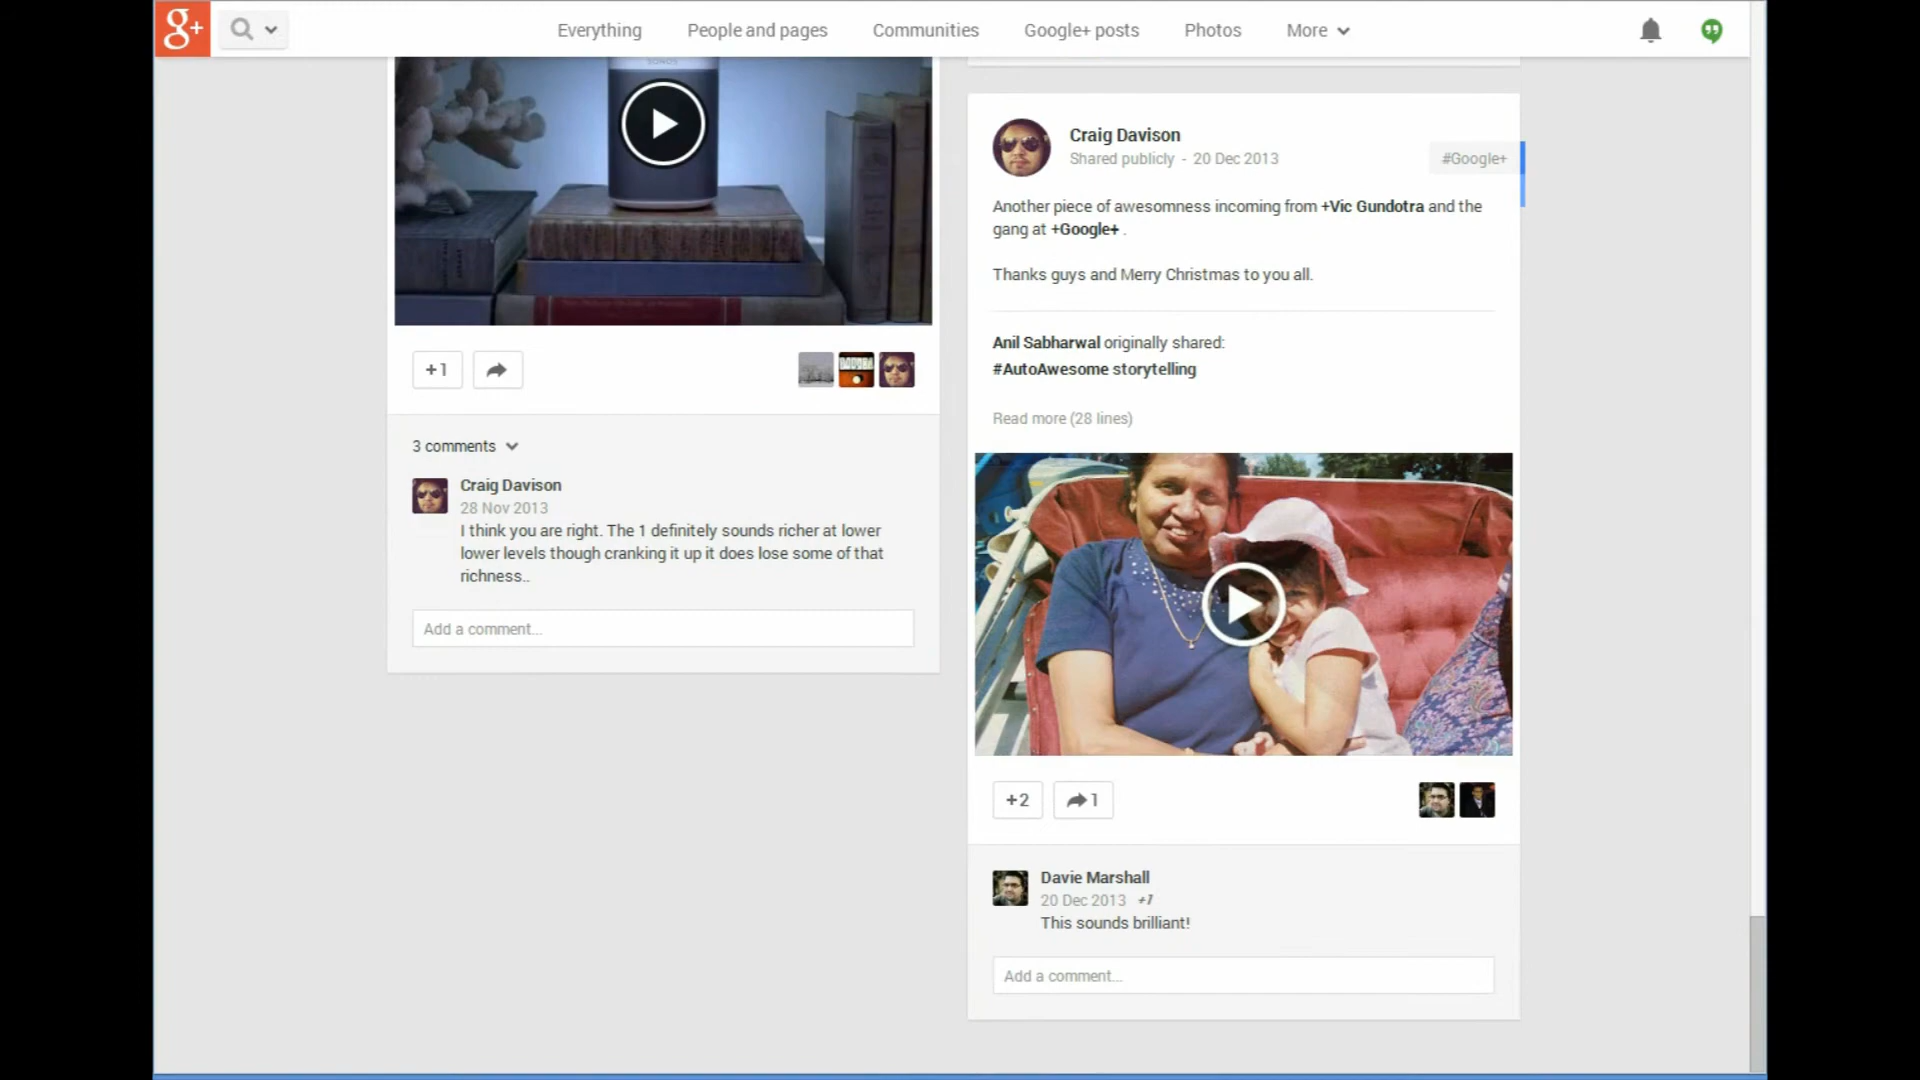 g+
Everything
People and pages
Communities
Google+ posts
Photos
More
SONOS
+1
3 comments
Craig Davison
28 Nov 2013
I think you are right. The 1 definitely sounds richer at lower
lower levels though cranking it up it does lose some of that
richness..
Add a comment...
Craig Davison
Shared publicly - 20 Dec 2013
#Google+
Another piece of awesomness incoming from +Vic Gundotra and the
gang at +Google+ .
Thanks guys and Merry Christmas to you all.
Anil Sabharwal originally shared:
#AutoAwesome storytelling
Read more (28 lines)
+2
1
Davie Marshall
20 Dec 2013 +1
This sounds brilliant!
Add a comment...